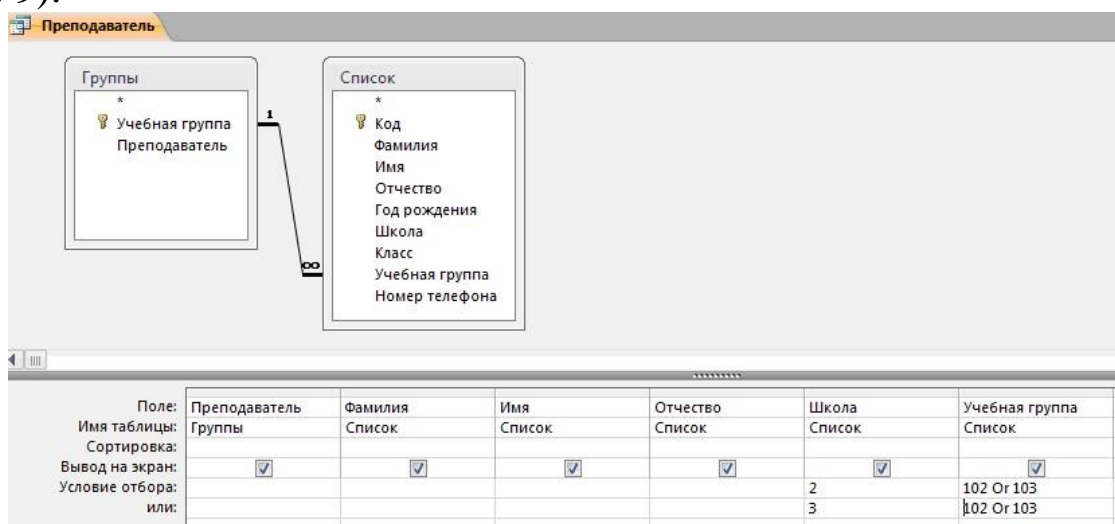 Преподаватель
Группы
*
Учебная группа
Преподаватель
1
∞
Список
*
Код
Фамилия
Имя
Отчество
Год рождения
Школа
Класс
Учебная группа
Номер телефона
Поле: Преподаватель Фамилия Имя Отчество Школа Учебная группа
Имя таблицы: Группы Список Список Список Список Список
Сортировка:
Вывод на экран:
Условие отбора: 2 102 Or 103
или: 3 102 Or 103